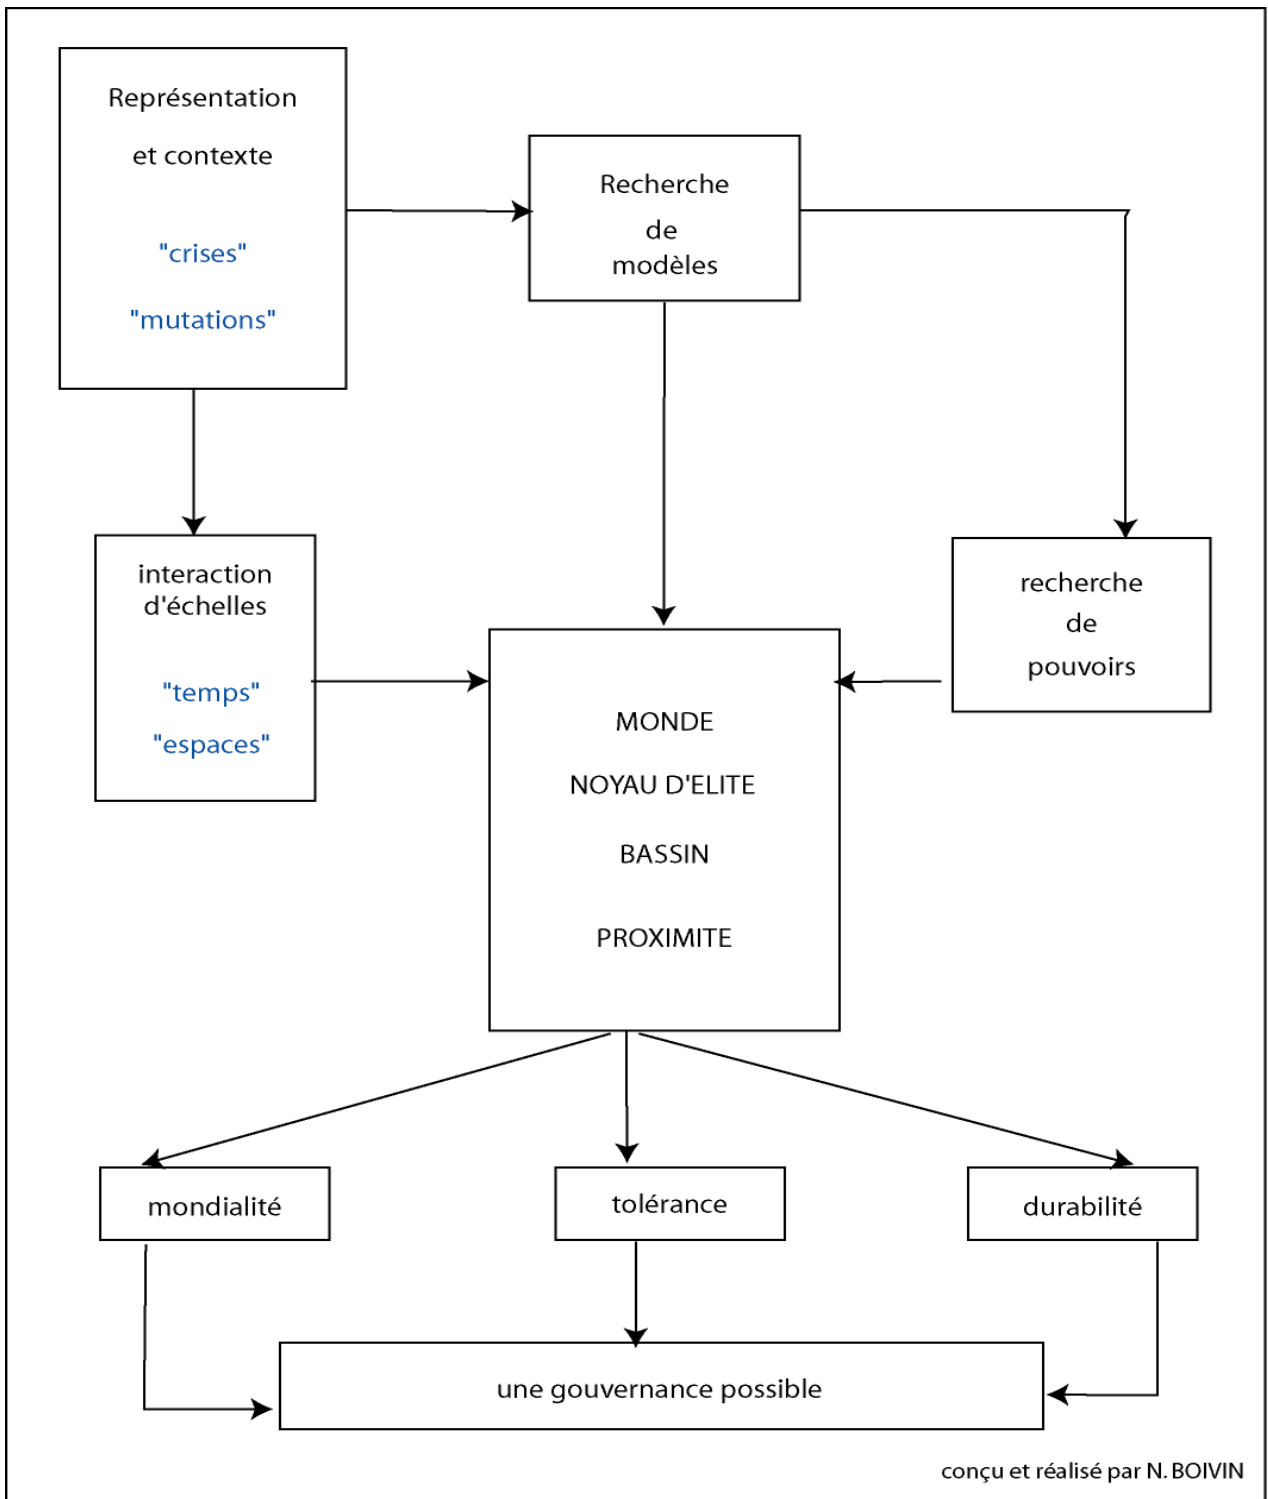 Représentation
et contexte
"crises"
"mutations"
Recherche
de
modèles
interaction
d'échelles
"temps"
"espaces"
recherche
de
pouvoirs
MONDE
NOYAU D'ELITE
BASSIN
PROXIMITE
mondialité
tolérance
durabilité
une gouvernance possible
conçu et réalisé par N. BOIVIN